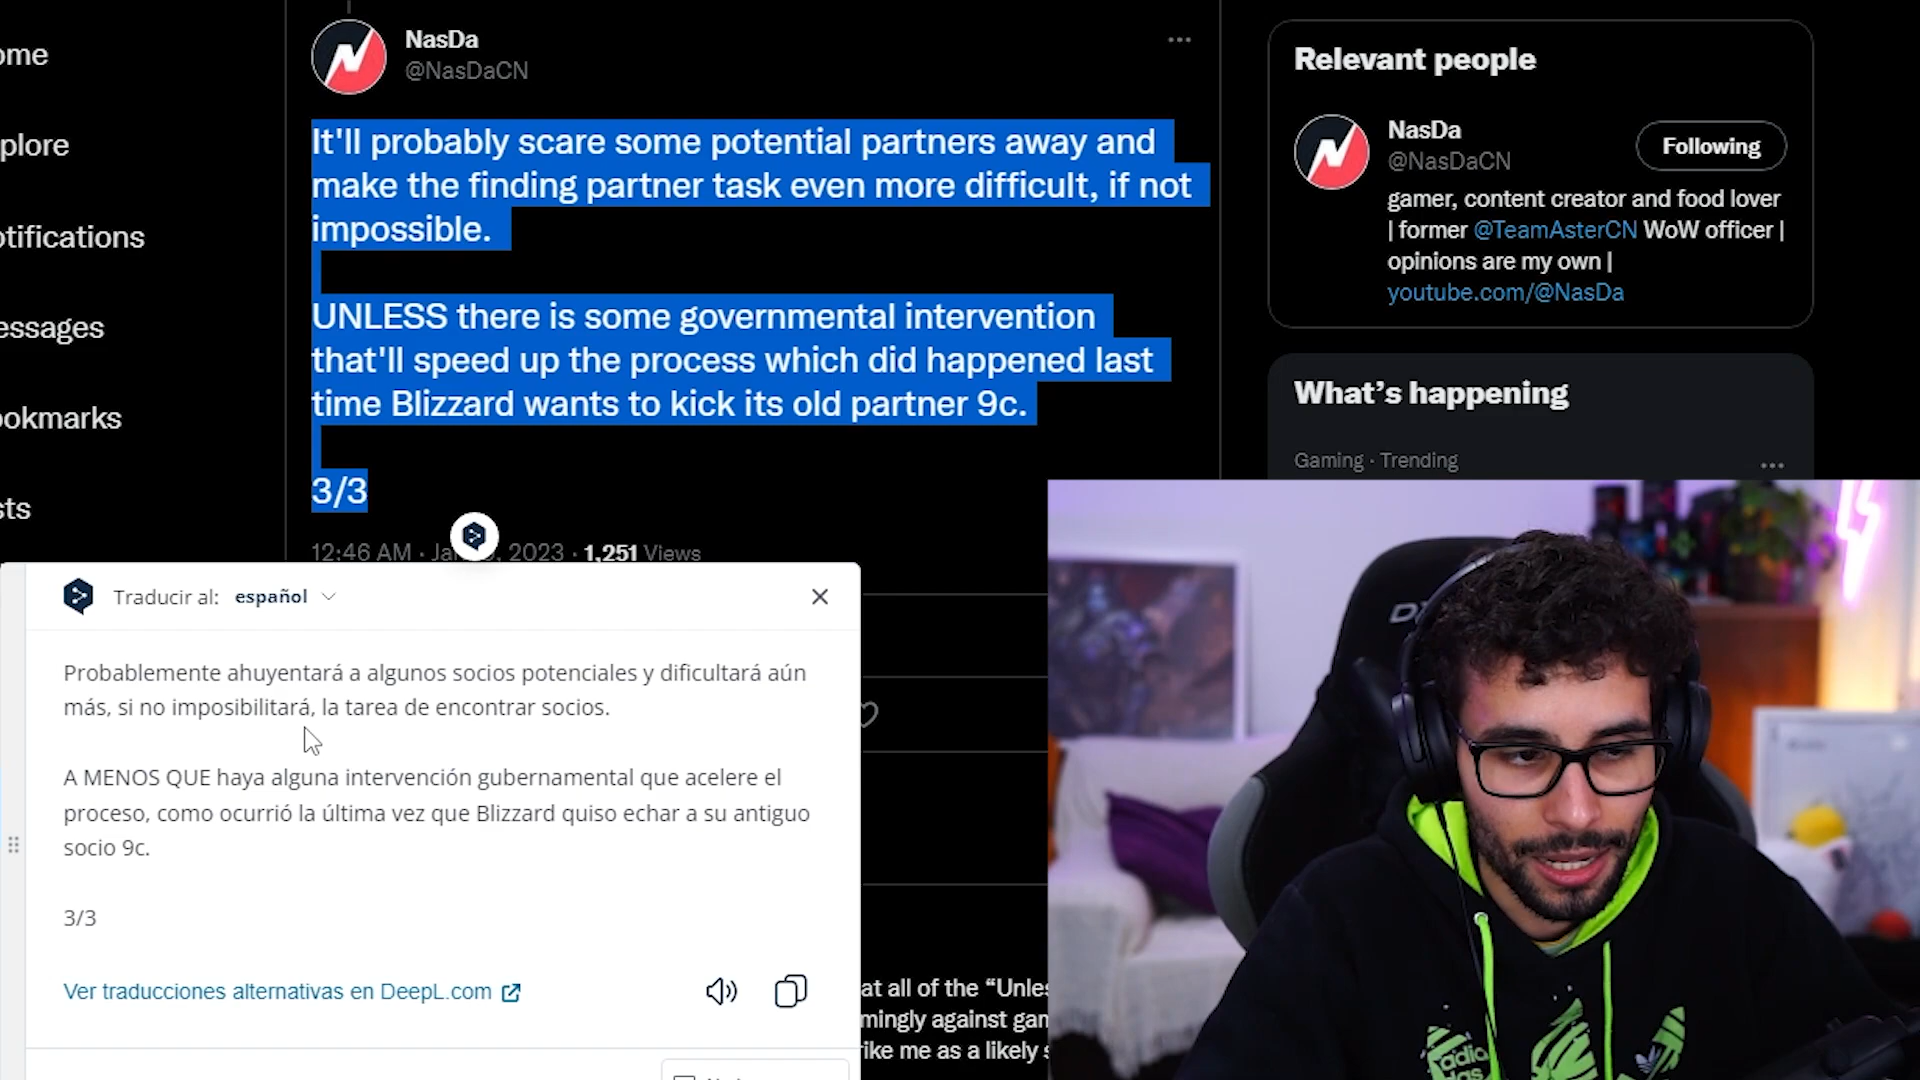 ome
plore
otifications
essages
ookmarks
sts
NasDa
@NasDaCN
It'll probably scare some potential partners away and
make the finding partner task even more difficult, if not
impossible.
UNLESS there is some governmental intervention
that'll speed up the process which did happened last
time Blizzard wants to kick its old partner 9c.
3/3
12:46 AM · Ja , 2023 · 1,251 Views
Relevant people
NasDa
@NasDaCN
Following
gamer, content creator and food lover
| former @TeamAsterCN WoW officer |
opinions are my own |
youtube.com/@NasDa
What's happening
Gaming · Trending
Traducir al: español
Probablemente ahuyentará a algunos socios potenciales y dificultará aún
más, si no imposibilitará, la tarea de encontrar socios.
A MENOS QUE haya alguna intervención gubernamental que acelere el
proceso, como ocurrió la última vez que Blizzard quiso echar a su antiguo
socio 9c.
3/3
Ver traducciones alternativas en DeepL.com
at all of the “Unles
mingly against gam
ike me as a likely s
adidas